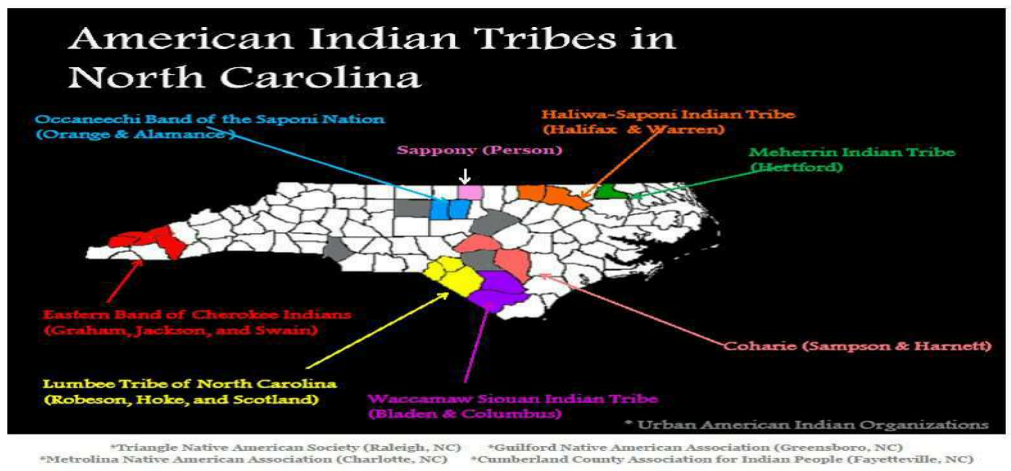 American Indian Tribes in
North Carolina
Occaneechi Band of the Saponi Nation
(Orange & Alamance )
Haliwa-Saponi Indian Tribe
(Halifax & Warren)
Sappony (Person)
Meherrin Indian Tribe
(Hertford)
Eastern Band of Cherokee Indians
(Graham, Jackson, and Swain)
Coharie (Sampson & Harnett)
Lumbee Tribe of North Carolina
(Robeson, Hoke, and Scotland)
Waccamaw Siouan Indian Tribe
(Bladen & Columbus)
* Urban American Indian Organizations
*Triangle Native American Society (Raleigh, NC) *Guilford Native American Association (Greensboro, NC)
*Metrolina Native American Association (Charlotte, NC) *Cumberland County Association for Indian People (Fayetteville, NC)